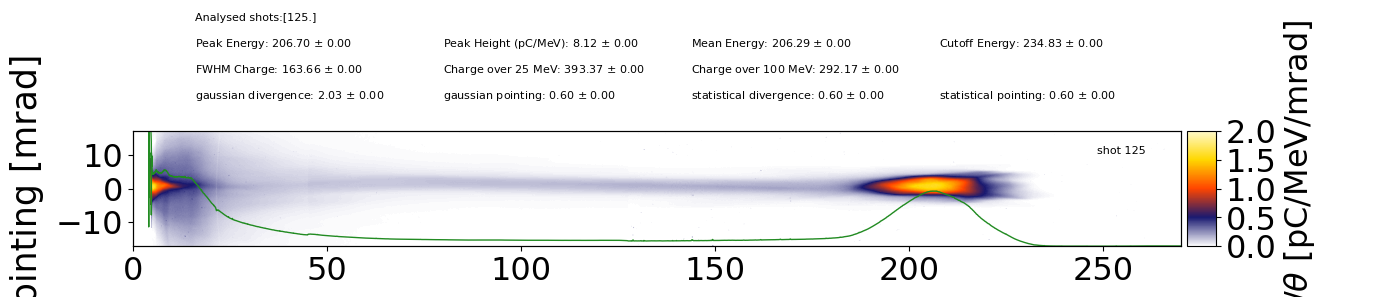 Analysed shots:[125.]
Peak Energy: 206.70 ± 0.00 Peak Height (pC/MeV): 8.12 ± 0.00 Mean Energy: 206.29 ± 0.00 Cutoff Energy: 234.83 ± 0.00
FWHM Charge: 163.66 ± 0.00 Charge over 25 MeV: 393.37 ± 0.00 Charge over 100 MeV: 292.17 ± 0.00
gaussian divergence: 2.03 ± 0.00 gaussian pointing: 0.60 ± 0.00 statistical divergence: 0.60 ± 0.00 statistical pointing: 0.60 ± 0.00
ointing [mrad]
10
0
−10
shot 125
0 50 100 150 200 250
2.0
1.5
1.0
0.5
0.0
/θ [pC/MeV/mrad]